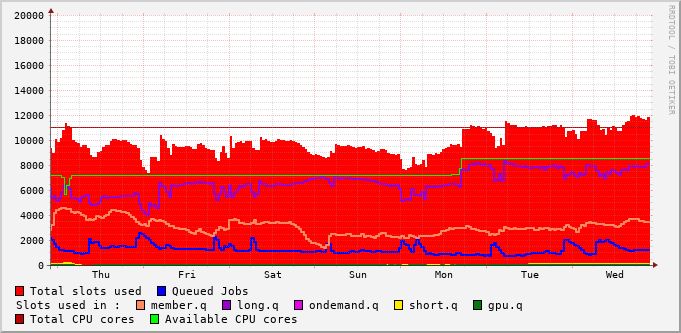 RRDTOOL / TOBI OETIKER
20000
18000
16000
14000
12000
10000
8000
6000
4000
2000
0
Thu Fri Sat Sun Mon Tue Wed
Total slots used Queued Jobs
Slots used in : member.q long.q ondemand.q short.q gpu.q
Total CPU cores Available CPU cores